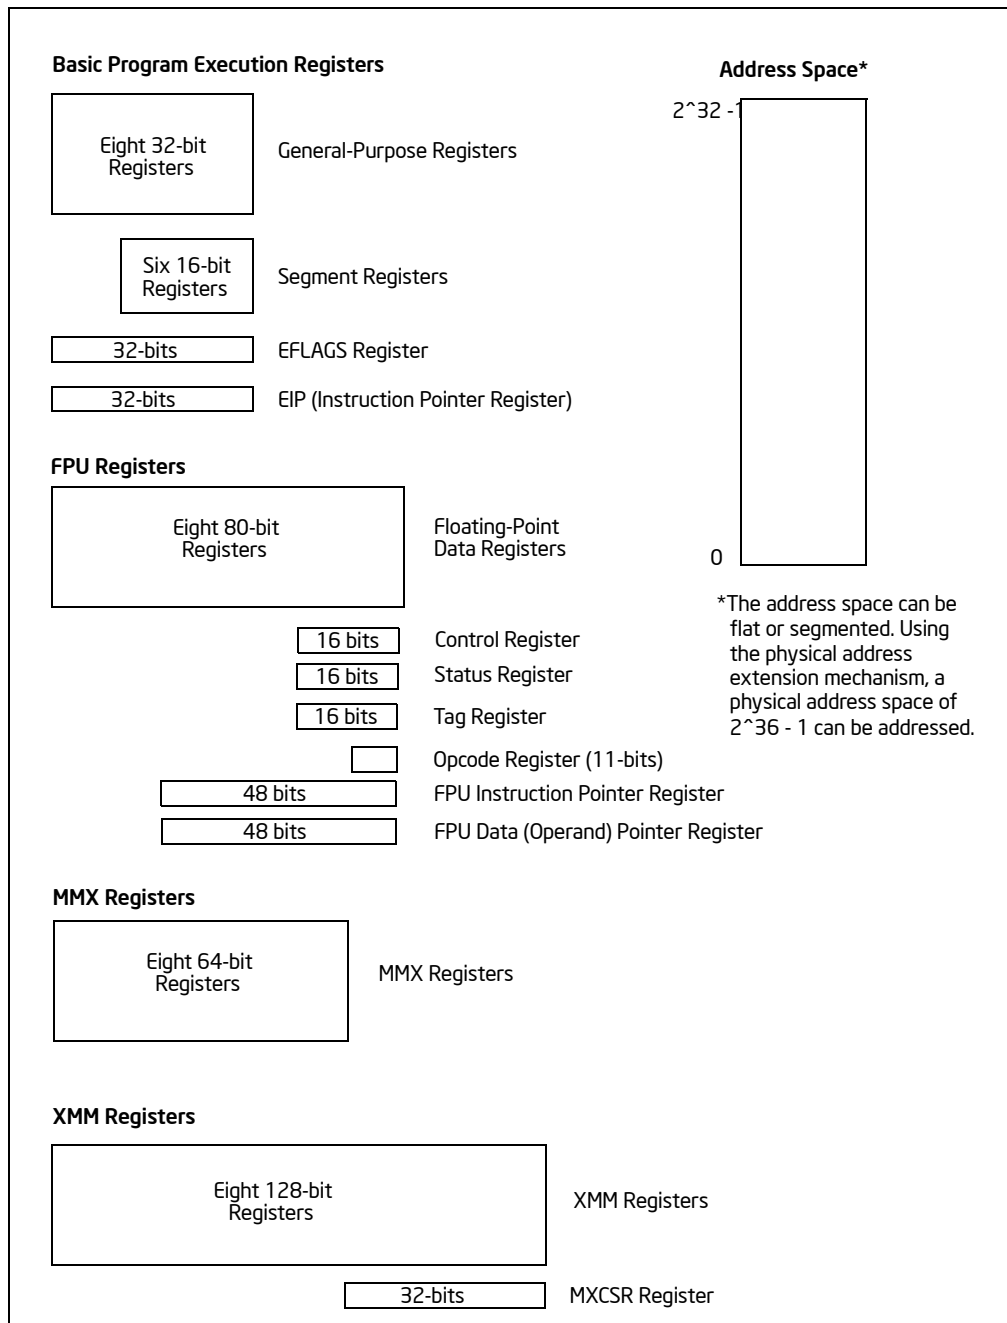 Basic Program Execution Registers
Eight 32-bit
Registers
General-Purpose Registers
Six 16-bit
Registers
Segment Registers
32-bits
EFLAGS Register
32-bits
EIP (Instruction Pointer Register)
Address Space*
2^32 -1
0
*The address space can be
flat or segmented. Using
the physical address
extension mechanism, a
physical address space of
2^36 - 1 can be addressed.
FPU Registers
Eight 80-bit
Registers
Floating-Point
Data Registers
16 bits
Control Register
16 bits
Status Register
16 bits
Tag Register
Opcode Register (11-bits)
48 bits
FPU Instruction Pointer Register
48 bits
FPU Data (Operand) Pointer Register
MMX Registers
Eight 64-bit
Registers
MMX Registers
XMM Registers
Eight 128-bit
Registers
XMM Registers
32-bits
MXCSR Register